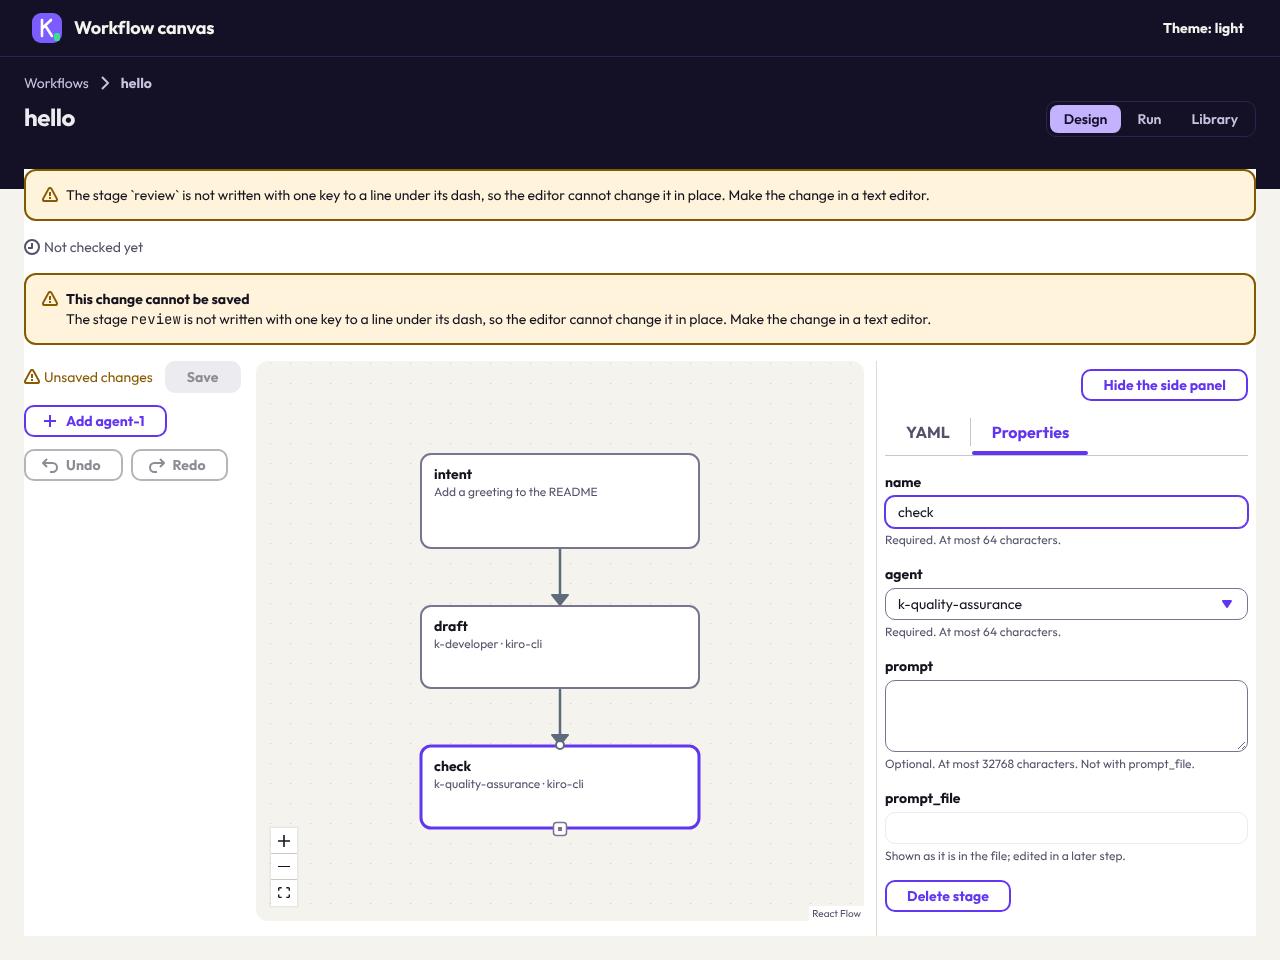 K Workflow canvas
Theme: light
Workflows > hello
hello
Design Run Library
The stage `review` is not written with one key to a line under its dash, so the editor cannot change it in place. Make the change in a text editor.
Not checked yet
This change cannot be saved
The stage review is not written with one key to a line under its dash, so the editor cannot change it in place. Make the change in a text editor.
Unsaved changes
Save
Add agent-1
Undo
Redo
intent
Add a greeting to the README
draft
k-developer · kiro-cli
check
k-quality-assurance · kiro-cli
React Flow
Hide the side panel
YAML
Properties
name
check
Required. At most 64 characters.
agent
k-quality-assurance
Required. At most 64 characters.
prompt
Optional. At most 32768 characters. Not with prompt_file.
prompt_file
Shown as it is in the file; edited in a later step.
Delete stage